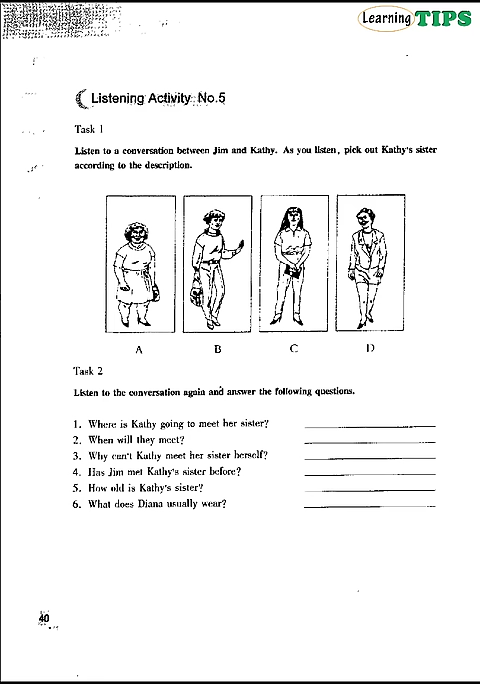 Learning TIPS
Listening Activity No.5
Task 1
Listen to a conversation between Jim and Kathy. As you listen, pick out Kathy's sister
according to the description.
A B C D
Task 2
Listen to the conversation again and answer the following questions.
1. Where is Kathy going to meet her sister?
2. When will they meet?
3. Why can't Kathy meet her sister herself?
4. Has Jim met Kathy's sister before?
5. How old is Kathy's sister?
6. What does Diana usually wear?
40